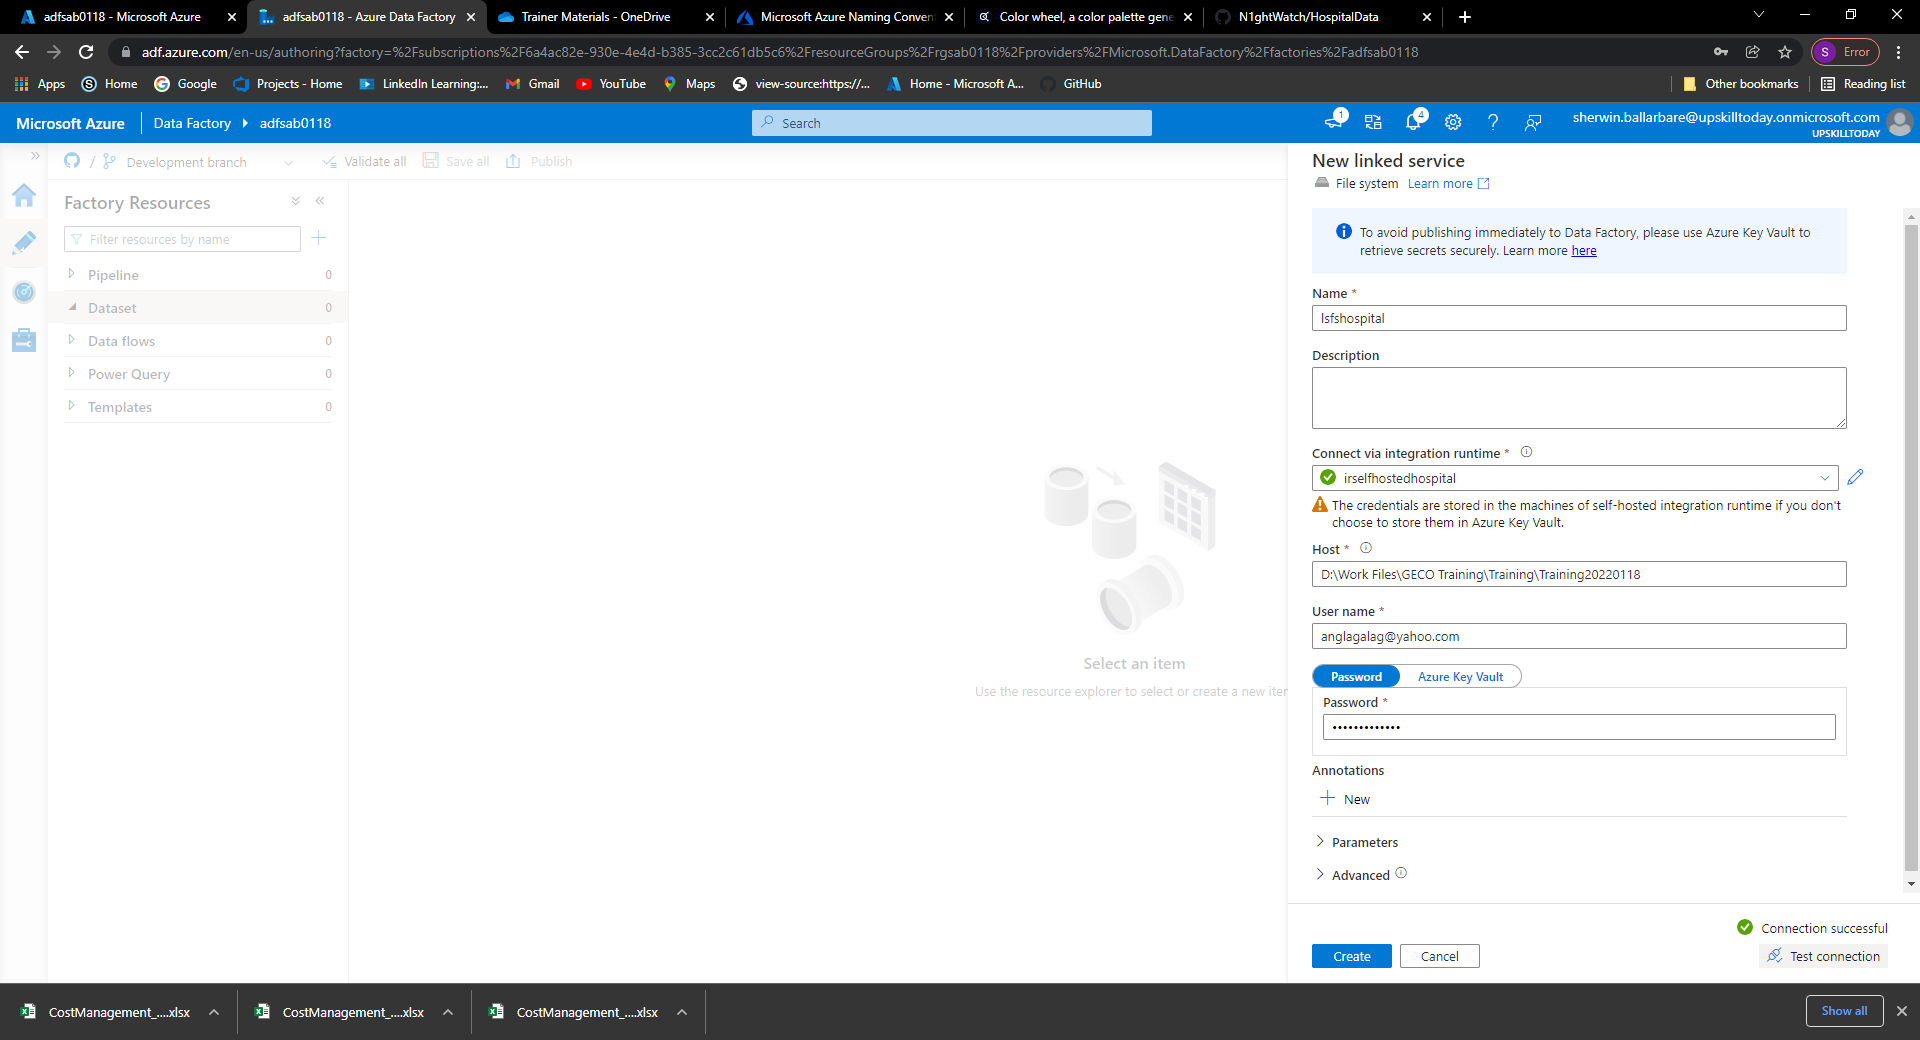 adfsab0118 - Microsoft Azure
adfsab0118 - Azure Data Factory
Trainer Materials - OneDrive
Microsoft Azure Naming Conven
Color wheel, a color palette gene
N1ghtWatch/HospitalData
adf.azure.com/en-us/authoring?factory=%2Fsubscriptions%2F6a4ac82e-930e-4e4d-b385-3cc2c61db5c6%2FresourceGroups%2Frgsab0118%2Fproviders%2FMicrosoft.DataFactory%2Ffactories%2Fadfsab0118
S Error
Apps
Home
Google
Projects - Home
LinkedIn Learning:...
Gmail
YouTube
Maps
view-source:https://...
Home - Microsoft A...
GitHub
Other bookmarks
Reading list
Microsoft Azure
Data Factory
adfsab0118
Search
1
4
sherwin.ballarbare@upskilltoday.onmicrosoft.com
UPSKILLTODAY
/ Development branch
Validate all
Save all
Publish
Factory Resources
Filter resources by name
Pipeline 0
Dataset 0
Data flows 0
Power Query 0
Templates 0
Select an item
Use the resource explorer to select or create a new iter
New linked service
File system Learn more
To avoid publishing immediately to Data Factory, please use Azure Key Vault to
retrieve secrets securely. Learn more here
Name *
lsfshospital
Description
Connect via integration runtime *
irselfhostedhospital
The credentials are stored in the machines of self-hosted integration runtime if you don't
choose to store them in Azure Key Vault.
Host *
D:\Work Files\GECO Training\Training\Training20220118
User name *
anglagalag@yahoo.com
Password
Azure Key Vault
Password *
•••••••••••••
Annotations
New
Parameters
Advanced
Connection successful
Create
Cancel
Test connection
CostManagement_....xlsx
CostManagement_....xlsx
CostManagement_....xlsx
Show all